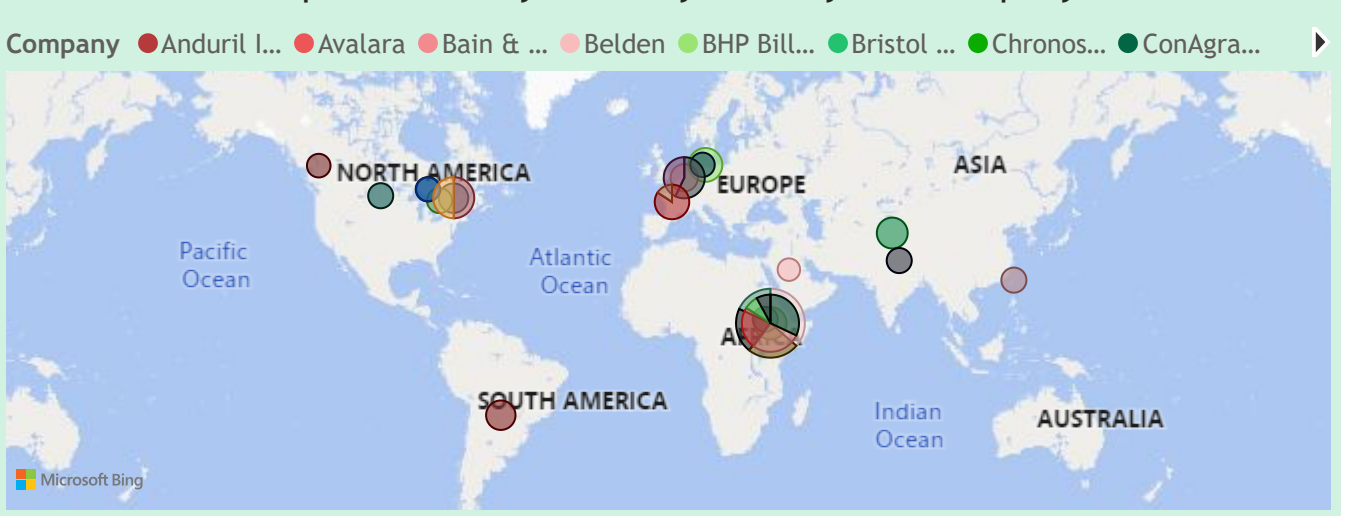 Company Anduril I... Avalara Bain & ... Belden BHP Bill... Bristol ... Chronos... ConAgra...
NORTH AMERICA
ASIA
EUROPE
Pacific
Ocean
Atlantic
Ocean
AFRICA
SOUTH AMERICA
Indian
Ocean
AUSTRALIA
Microsoft Bing